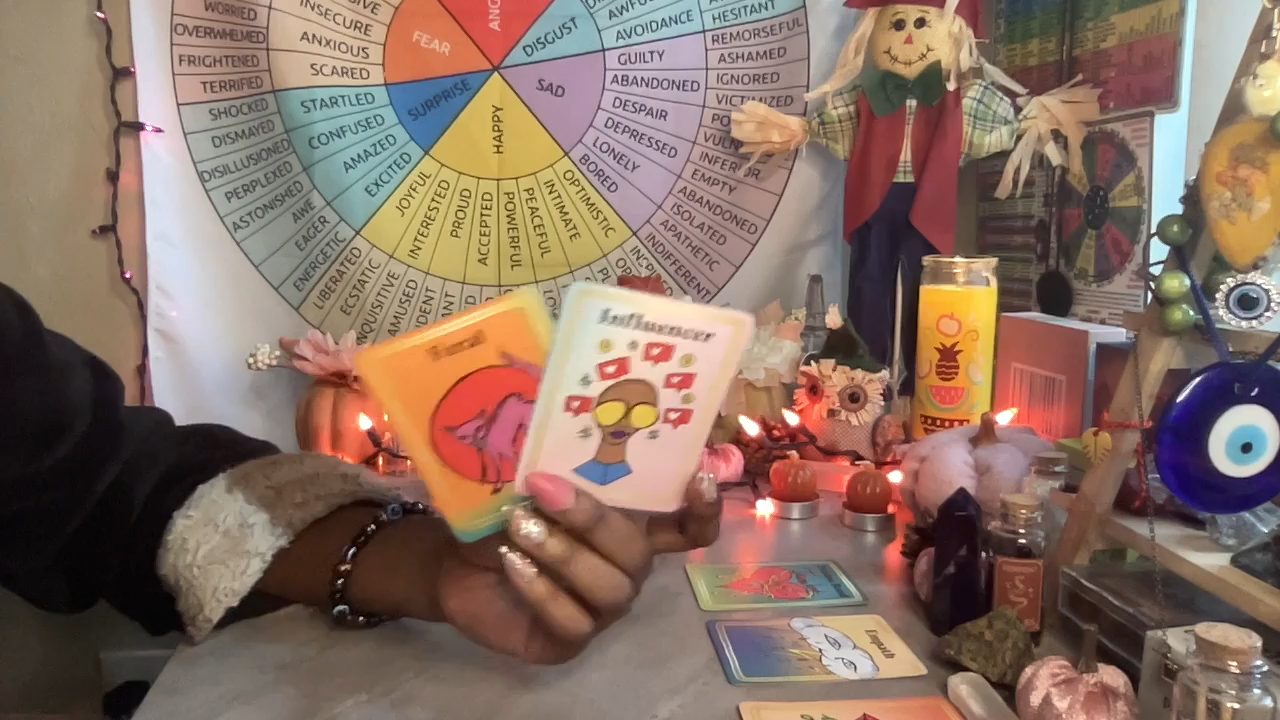 WORRIED
OVERWHELMED
FRIGHTENED
TERRIFIED
SHOCKED
DISMAYED
DISILLUSIONED
PERPLEXED
ASTONISHED
AWE
EAGER
ENERGETIC
LIBERATED
ECSTATIC
AMUSED
INSECURE
ANXIOUS
SCARED
STARTLED
CONFUSED
AMAZED
EXCITED
JOYFUL
INTERESTED
PROUD
ACCEPTED
POWERFUL
PEACEFUL
INTIMATE
OPTIMISTIC
FEAR
SURPRISE
HAPPY
SAD
DISGUST
AVOIDANCE
GUILTY
ABANDONED
DESPAIR
DEPRESSED
LONELY
BORED
HESITANT
REMORSEFUL
ASHAMED
IGNORED
VICTIMIZED
INFERIOR
EMPTY
ABANDONED
ISOLATED
APATHETIC
INDIFFERENT
Influencer
Empath